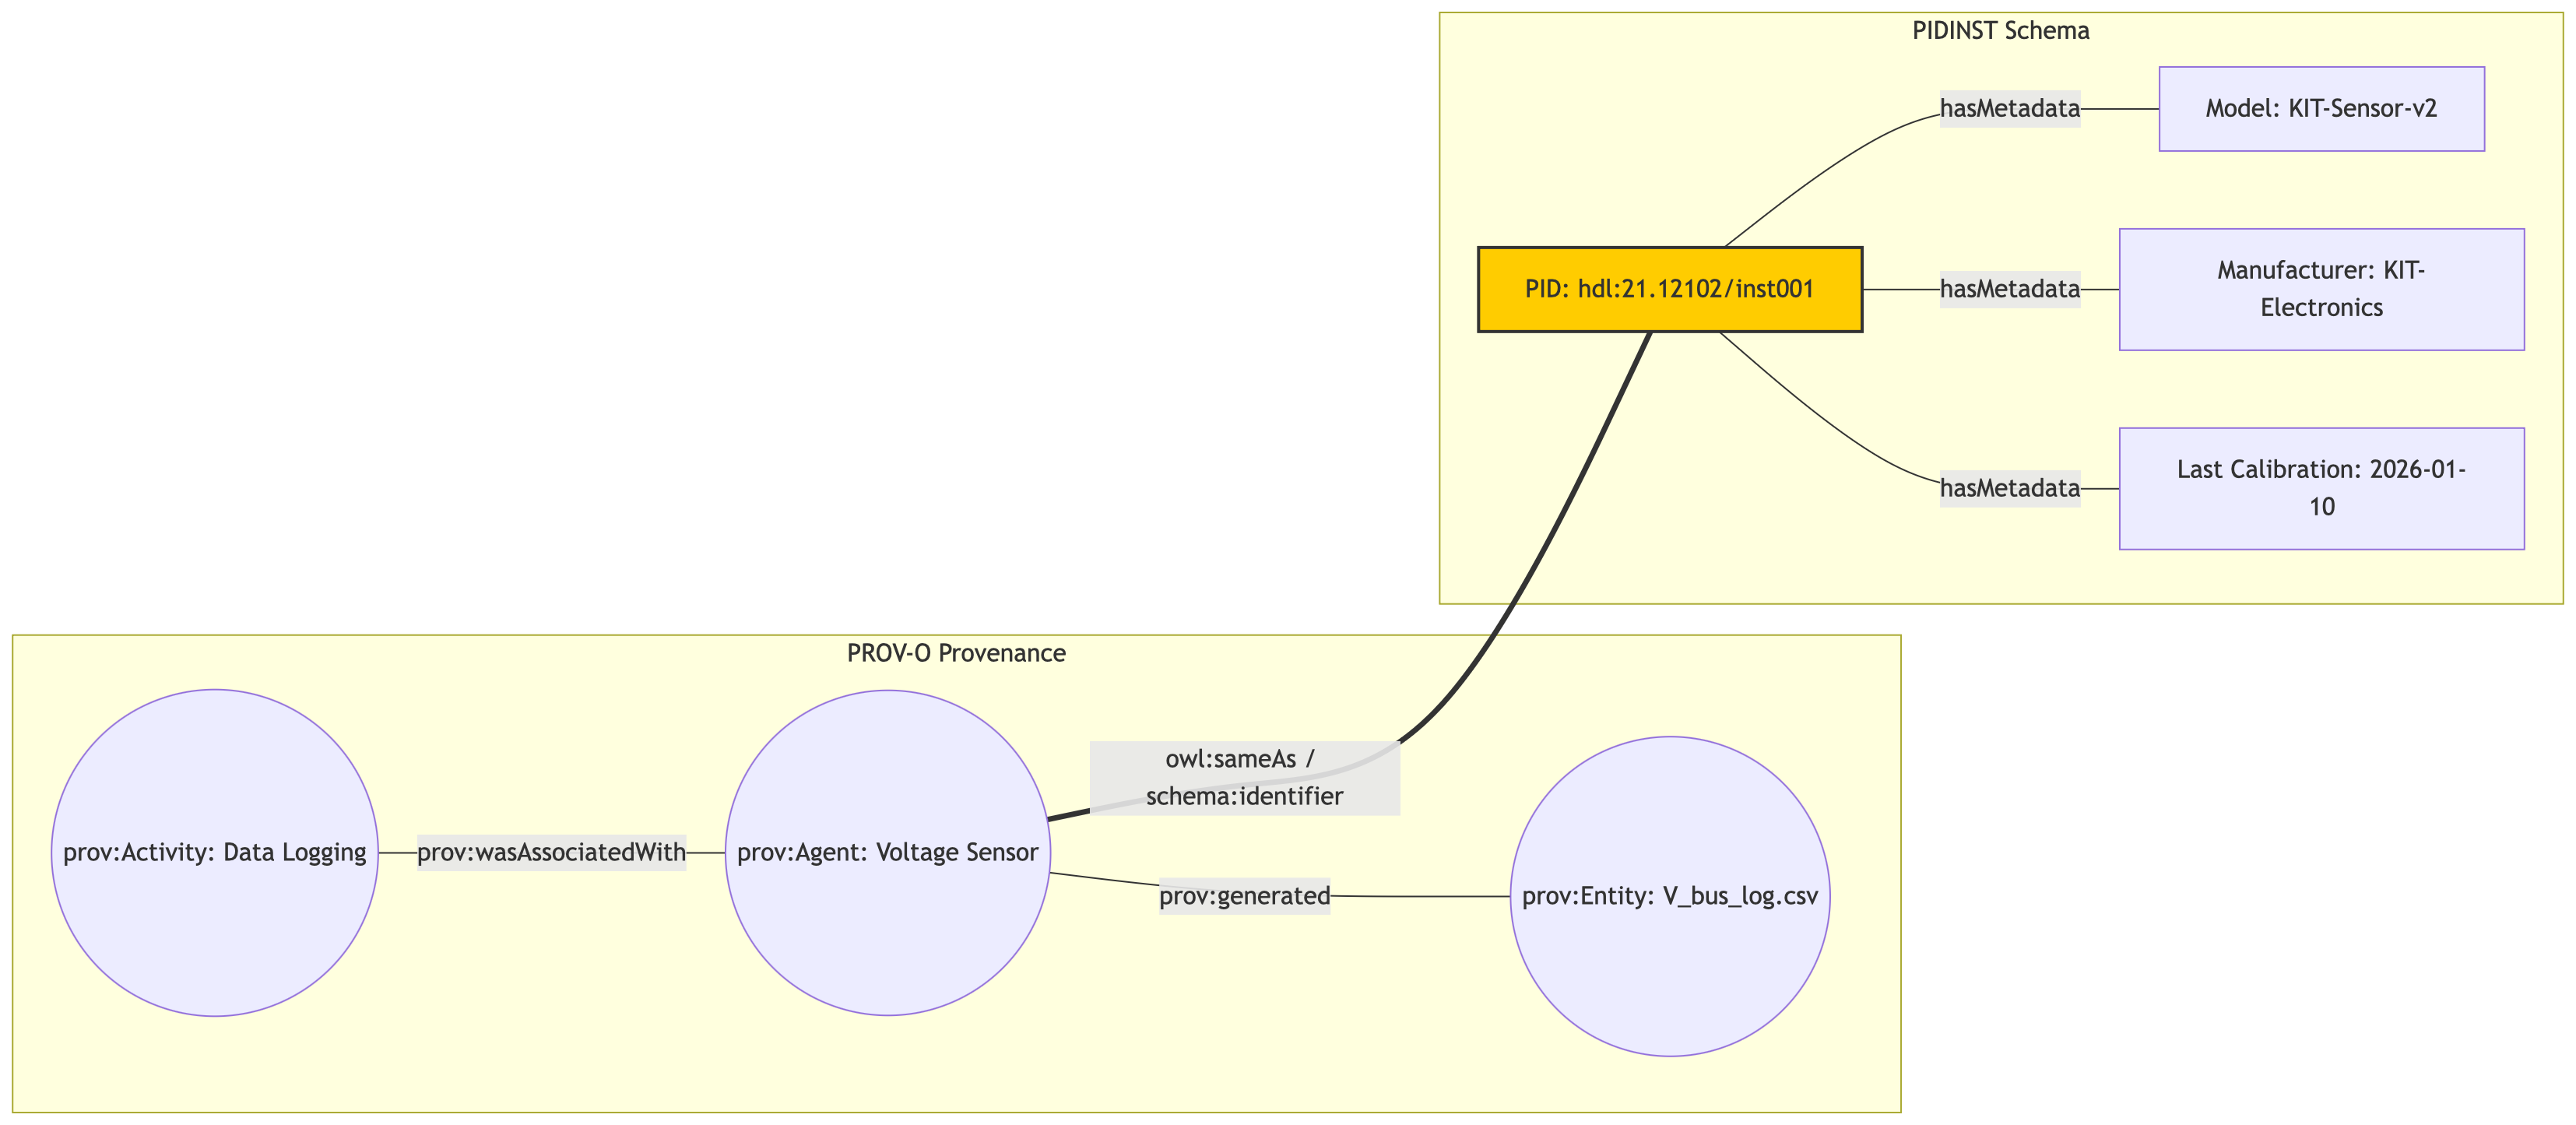 PIDINST Schema
hasMetadata
Model: KIT-Sensor-v2
PID: hdl:21.12102/inst001
hasMetadata
Manufacturer: KIT-
Electronics
hasMetadata
Last Calibration: 2026-01-
10
PROV-O Provenance
owl:sameAs /
schema:identifier
prov:Activity: Data Logging
prov:wasAssociatedWith
prov:Agent: Voltage Sensor
prov:generated
prov:Entity: V_bus_log.csv